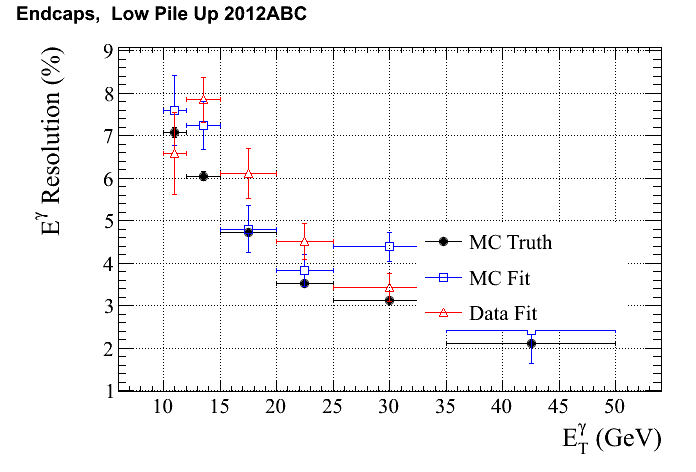 Endcaps, Low Pile Up 2012ABC
E^γ Resolution (%)
9
8
7
6
5
4
3
2
1
MC Truth
MC Fit
Data Fit
10 15 20 25 30 35 40 45 50
E_T^γ (GeV)